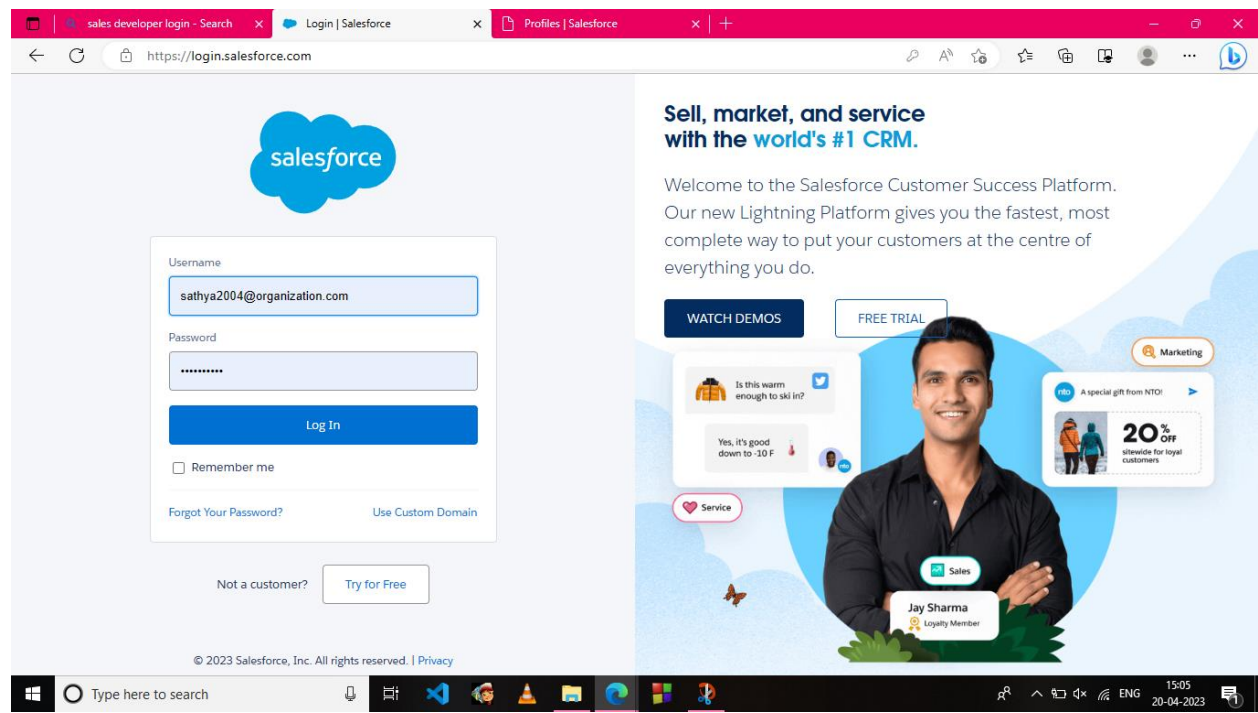 sales developer login - Search
Login | Salesforce
Profiles | Salesforce
https://login.salesforce.com
salesforce
Username
sathya2004@organization.com
Password
••••••••••
Log In
Remember me
Forgot Your Password?
Use Custom Domain
Not a customer?
Try for Free
© 2023 Salesforce, Inc. All rights reserved. | Privacy
Sell, market, and service
with the world's #1 CRM.
Welcome to the Salesforce Customer Success Platform.
Our new Lightning Platform gives you the fastest, most
complete way to put your customers at the centre of
everything you do.
WATCH DEMOS
FREE TRIAL
Marketing
Is this warm
enough to ski in?
Yes, it's good
down to -10 F
nto
Service
nto
A special gift from NTO!
20% OFF
sitewide for loyal
customers
Sales
Jay Sharma
Loyalty Member
Type here to search
ENG
15:05
20-04-2023
1